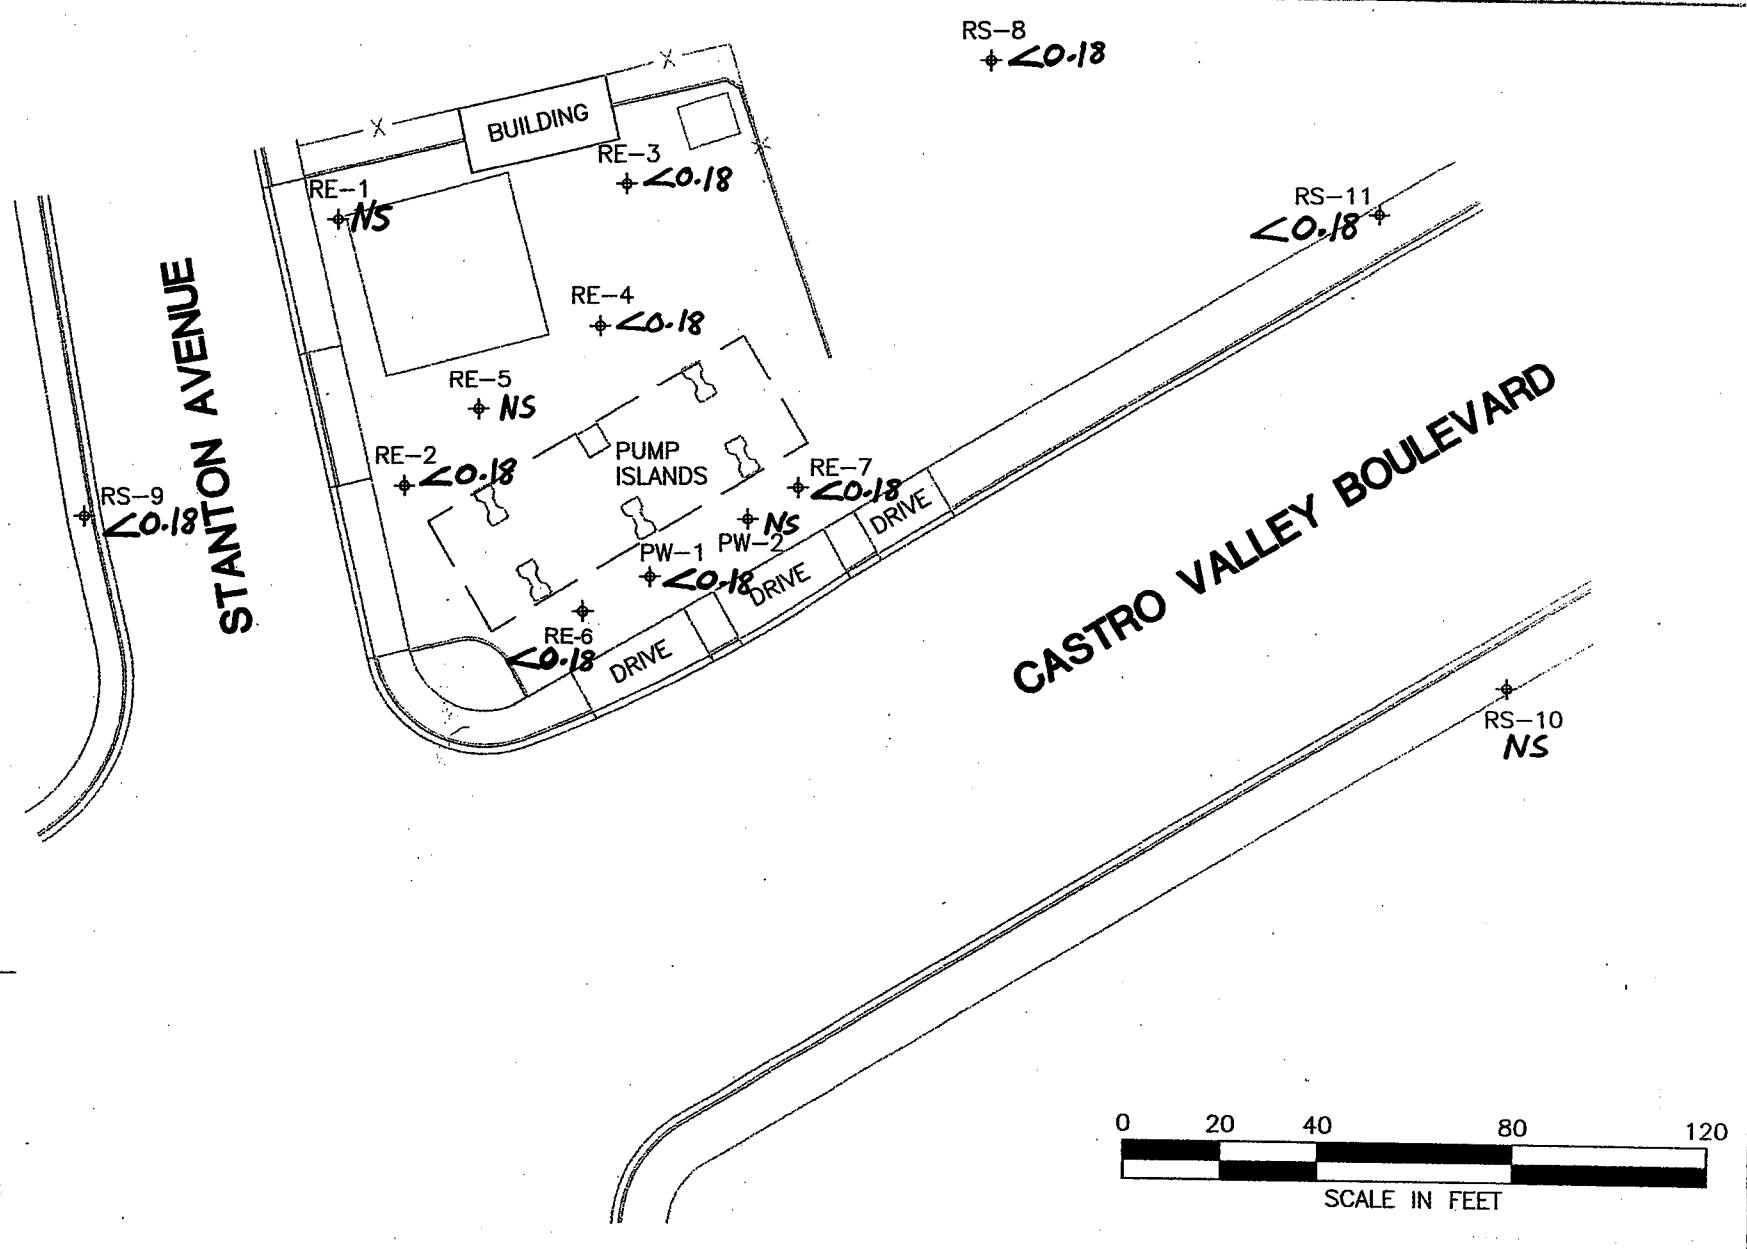 RS-8
<0.18
BUILDING
RE-3
<0.18
RE-1
NS
RS-11
<0.18
RE-4
<0.18
STANTON AVENUE
RE-5
NS
PUMP
ISLANDS
RE-2
<0.18
RE-7
<0.18
RS-9
<0.18
DRIVE
NS
PW-2
PW-1
<0.18
DRIVE
RE-6
<0.18
DRIVE
CASTRO VALLEY BOULEVARD
RS-10
NS
0 20 40 80 120
SCALE IN FEET